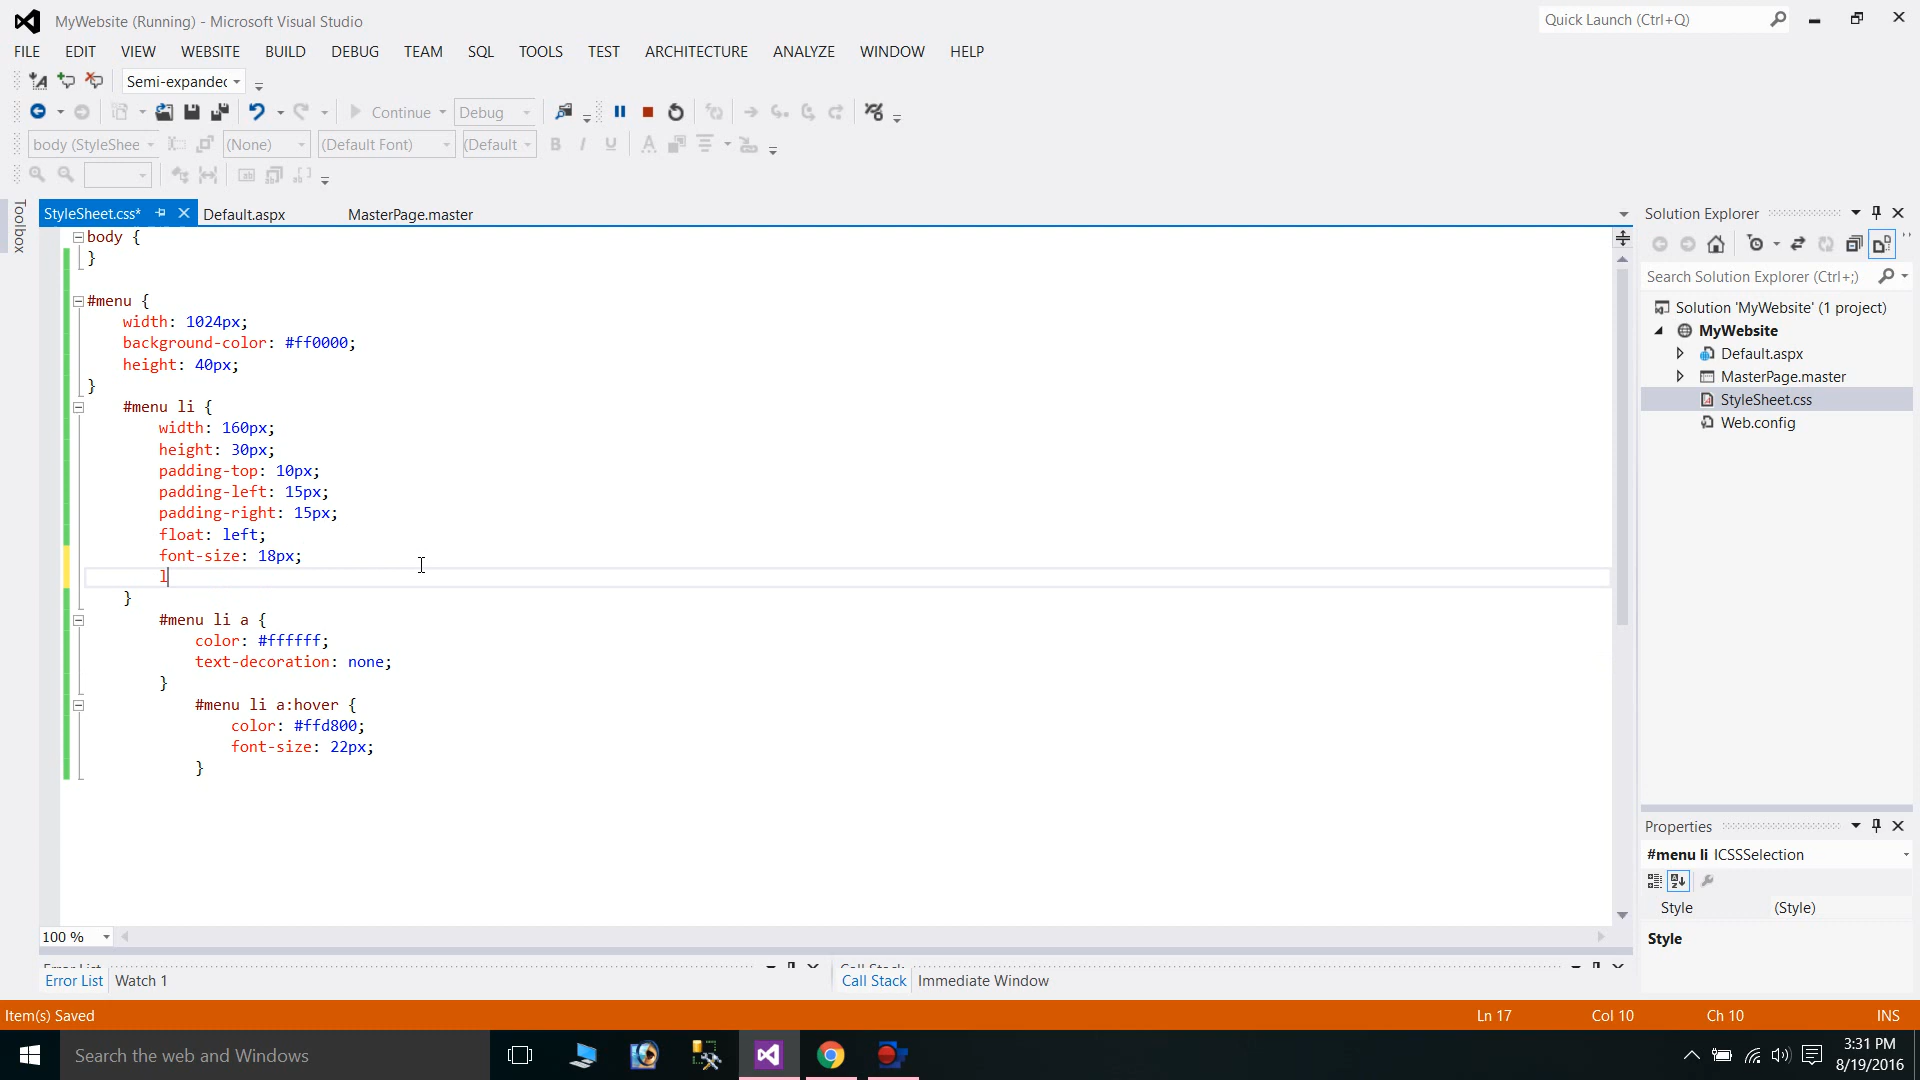 MyWebsite (Running) - Microsoft Visual Studio
Quick Launch (Ctrl+Q)
FILE EDIT VIEW WEBSITE BUILD DEBUG TEAM SQL TOOLS TEST ARCHITECTURE ANALYZE WINDOW HELP
Semi-expanded
Continue Debug
body (StyleShee (None) (Default Font) (Default B I U A
StyleSheet.css* Default.aspx MasterPage.master
Toolbox
body {
}
#menu {
width: 1024px;
background-color: #ff0000;
height: 40px;
}
#menu li {
width: 160px;
height: 30px;
padding-top: 10px;
padding-left: 15px;
padding-right: 15px;
float: left;
font-size: 18px;
l
}
#menu li a {
color: #ffffff;
text-decoration: none;
}
#menu li a:hover {
color: #ffd800;
font-size: 22px;
}
100 %
Solution Explorer
Search Solution Explorer (Ctrl+;)
Solution 'MyWebsite' (1 project)
MyWebsite
Default.aspx
MasterPage.master
StyleSheet.css
Web.config
Properties
#menu li ICSSSelection
Style (Style)
Style
Error List Call Stack
Error List Watch 1 Call Stack Immediate Window
Item(s) Saved Ln 17 Col 10 Ch 10 INS
Search the web and Windows
3:31 PM
8/19/2016